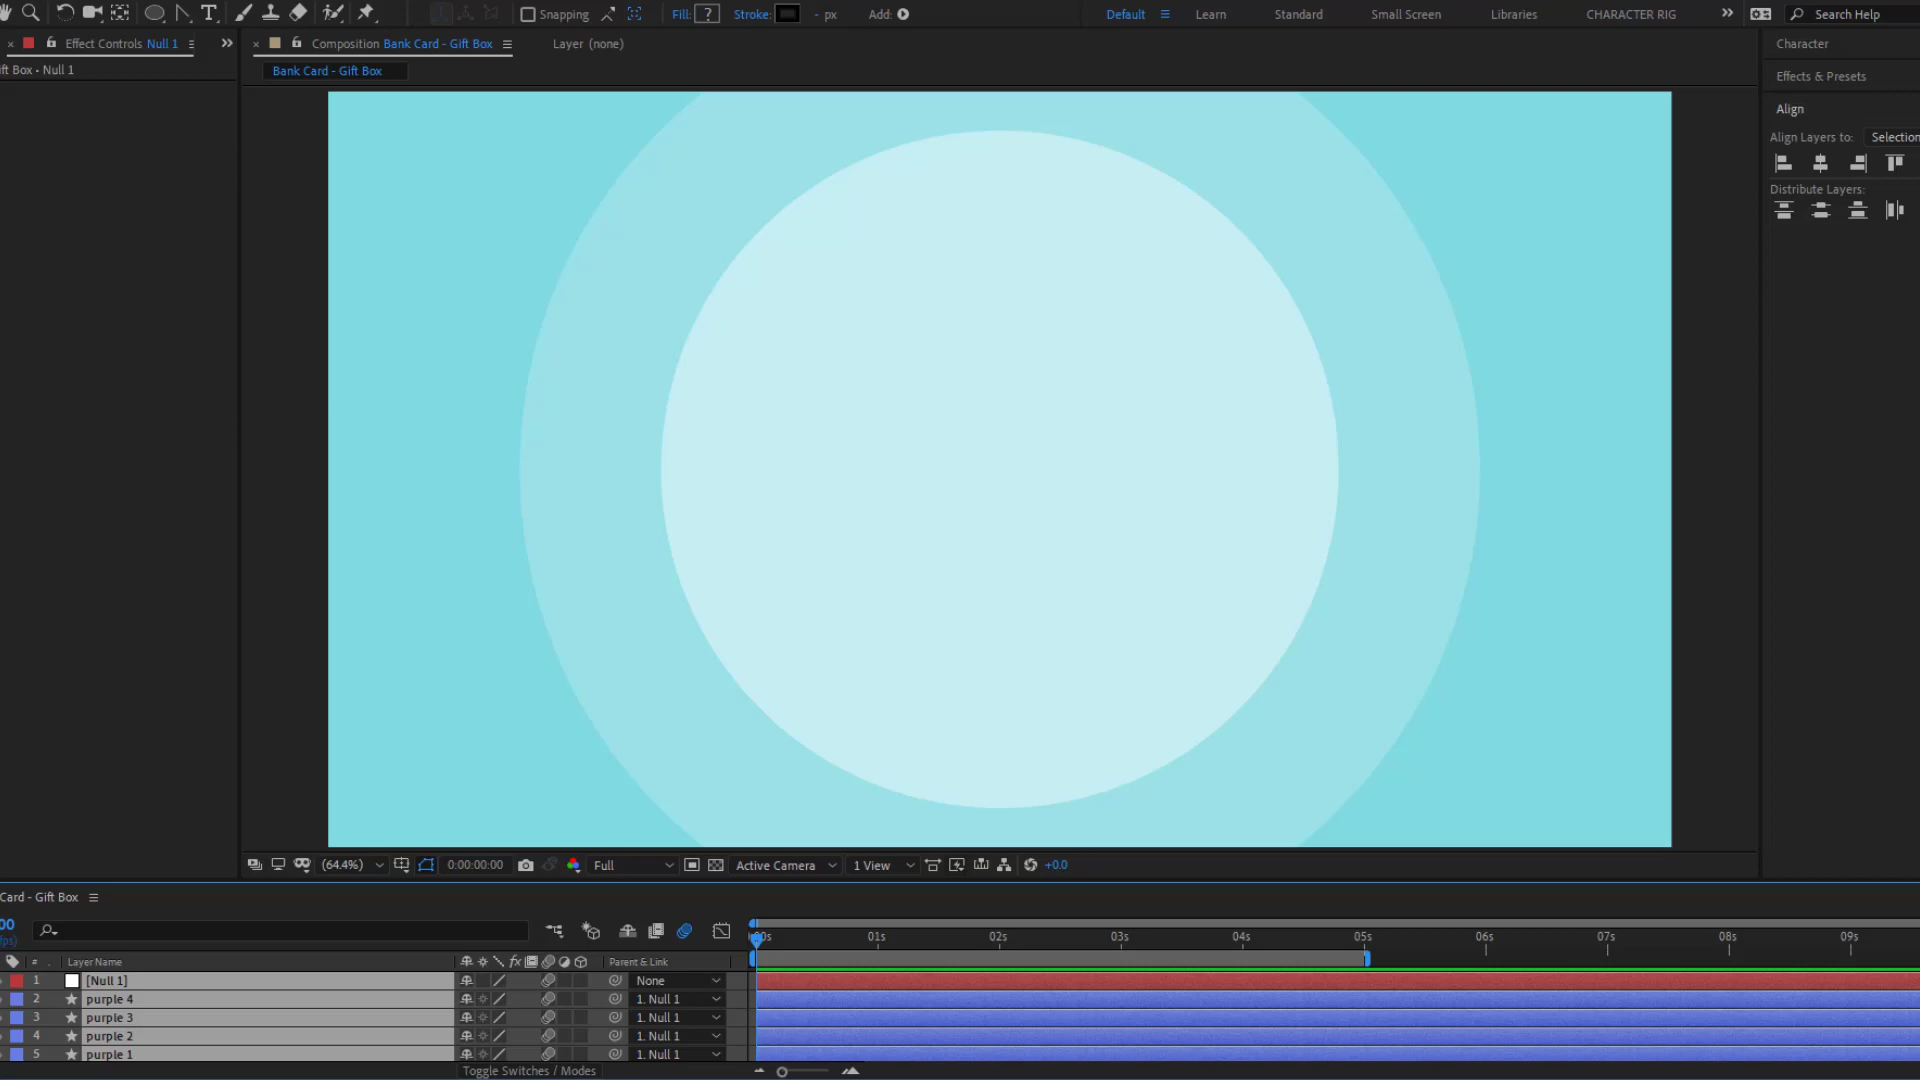 Snapping
Fill: ?
Stroke:
- px
Add:
Default
Learn
Standard
Small Screen
Libraries
CHARACTER RIG
Search Help
Effect Controls Null 1
Composition Bank Card - Gift Box
Layer (none)
Character
ft Box • Null 1
Bank Card - Gift Box
Effects & Presets
Align
Align Layers to: Selection
Distribute Layers:
(64.4%)
0:00:00:00
Full
Active Camera
1 View
+0.0
Card - Gift Box
00
fps)
:00s 01s 02s 03s 04s 05s 06s 07s 08s 09s
# . Layer Name
fx
Parent & Link
1 [Null 1] None
2 purple 4 1. Null 1
3 purple 3 1. Null 1
4 purple 2 1. Null 1
5 purple 1 1. Null 1
Toggle Switches / Modes